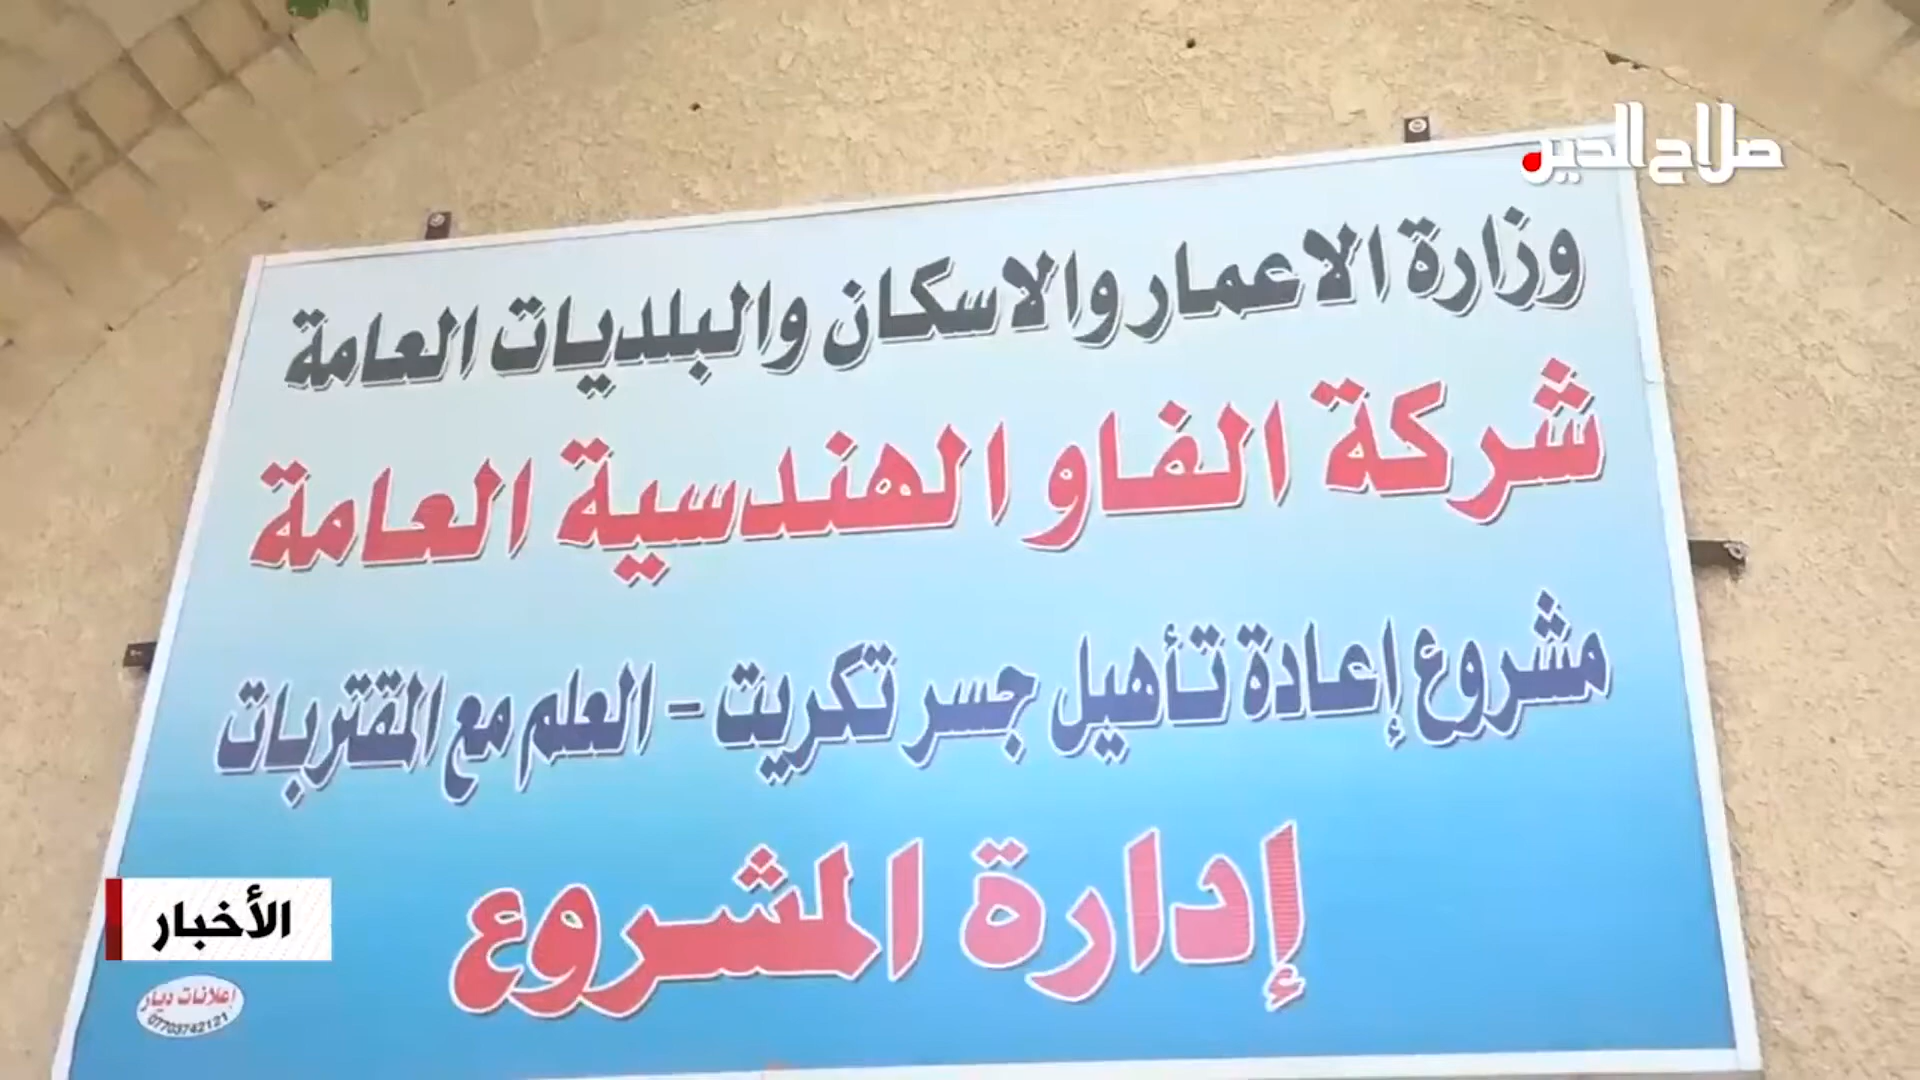 صلاح الدين
وزارة الاعمار والاسكان والبلديات العامة
شركة الفاو الهندسية العامة
مشروع إعادة تأهيل جسر تكريت - العلم مع المقتربات
إدارة المشروع
الأخبار
إعلانات ديار
07703742121